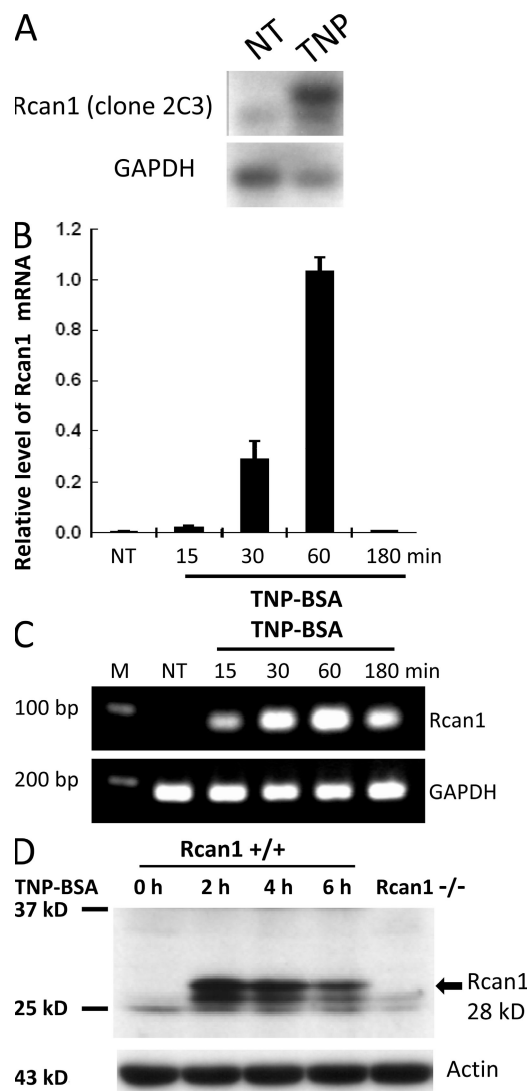 A
NT TNP
Rcan1 (clone 2C3)
GAPDH
B
Relative level of Rcan1 mRNA
1.2
1.0
0.8
0.6
0.4
0.2
0.0
NT 15 30 60 180 min
TNP-BSA
C
TNP-BSA
M NT 15 30 60 180 min
100 bp
Rcan1
200 bp
GAPDH
D
Rcan1 +/+
TNP-BSA 0 h 2 h 4 h 6 h Rcan1 -/-
37 kD
Rcan1
25 kD
28 kD
Actin
43 kD